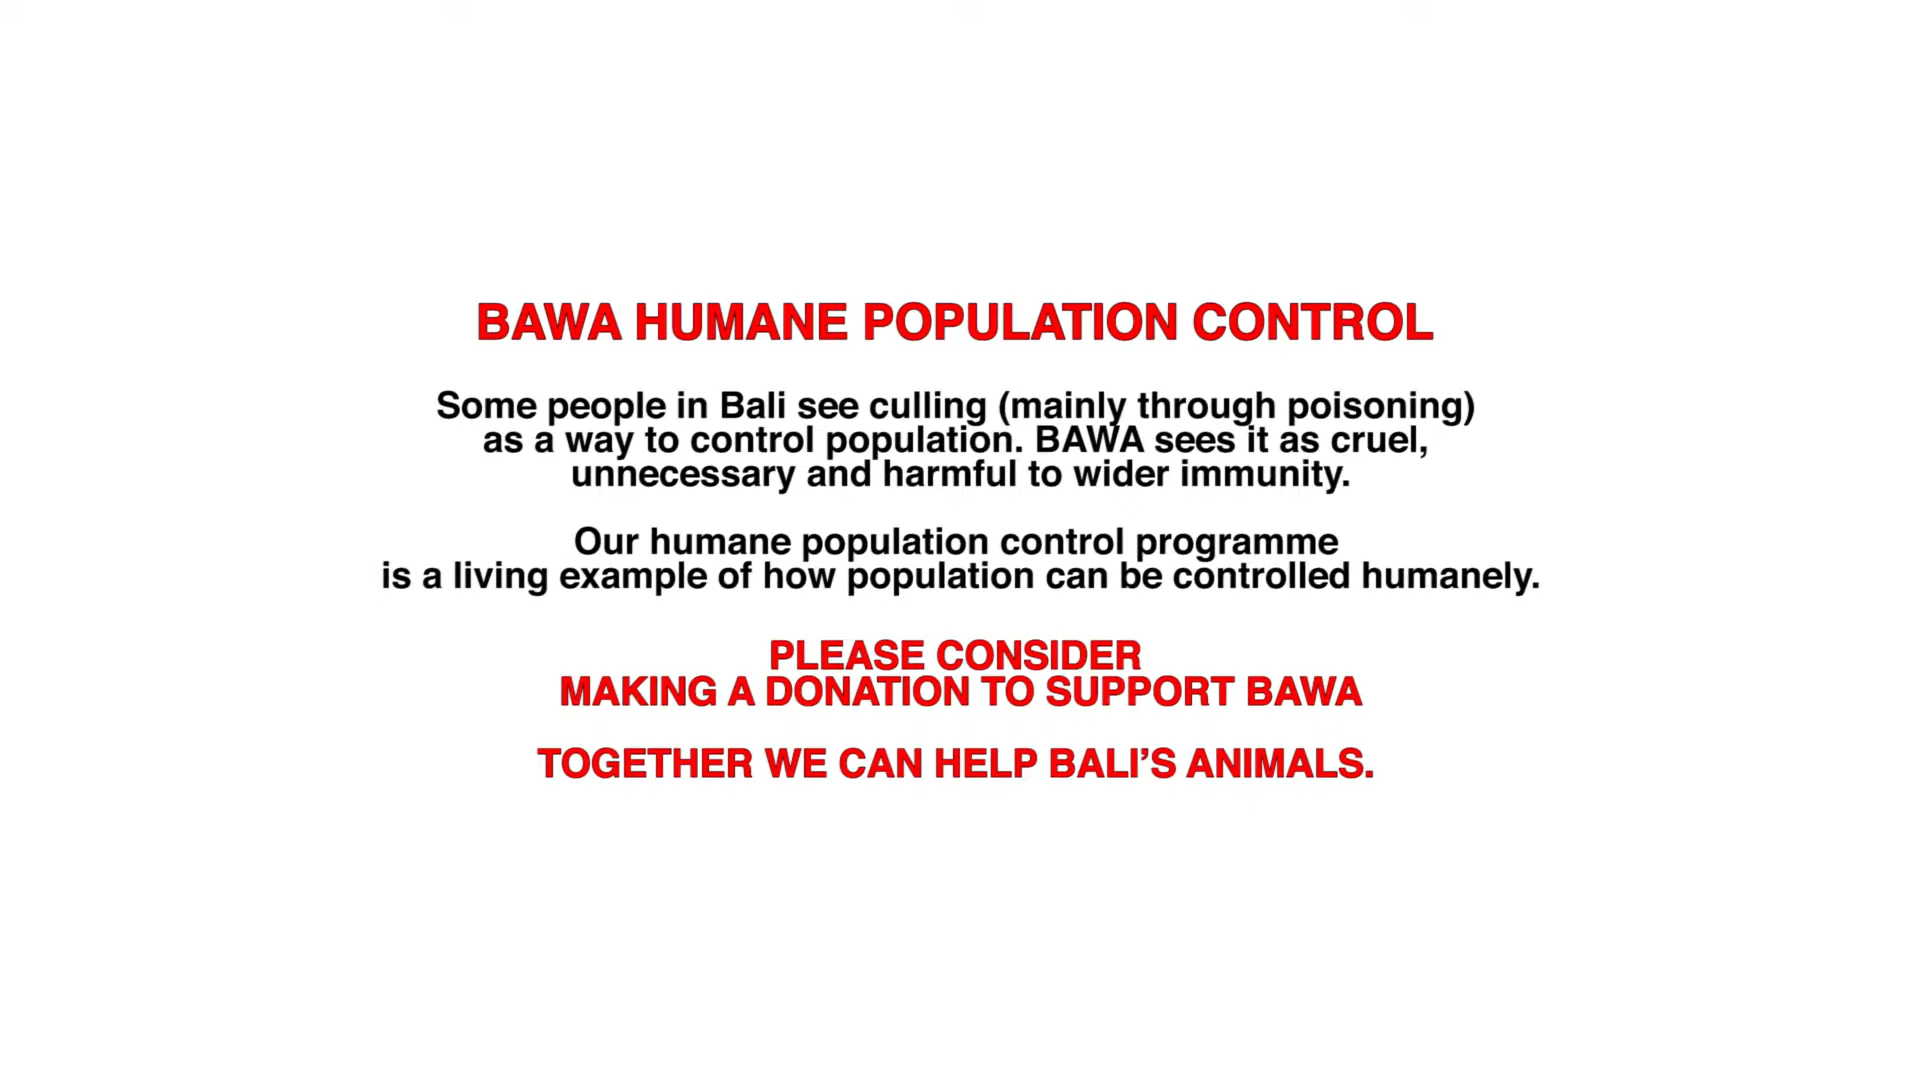 BAWA HUMANE POPULATION CONTROL
Some people in Bali see culling (mainly through poisoning)
as a way to control population. BAWA sees it as cruel,
unnecessary and harmful to wider immunity.
Our humane population control programme
is a living example of how population can be controlled humanely.
PLEASE CONSIDER
MAKING A DONATION TO SUPPORT BAWA
TOGETHER WE CAN HELP BALI’S ANIMALS.